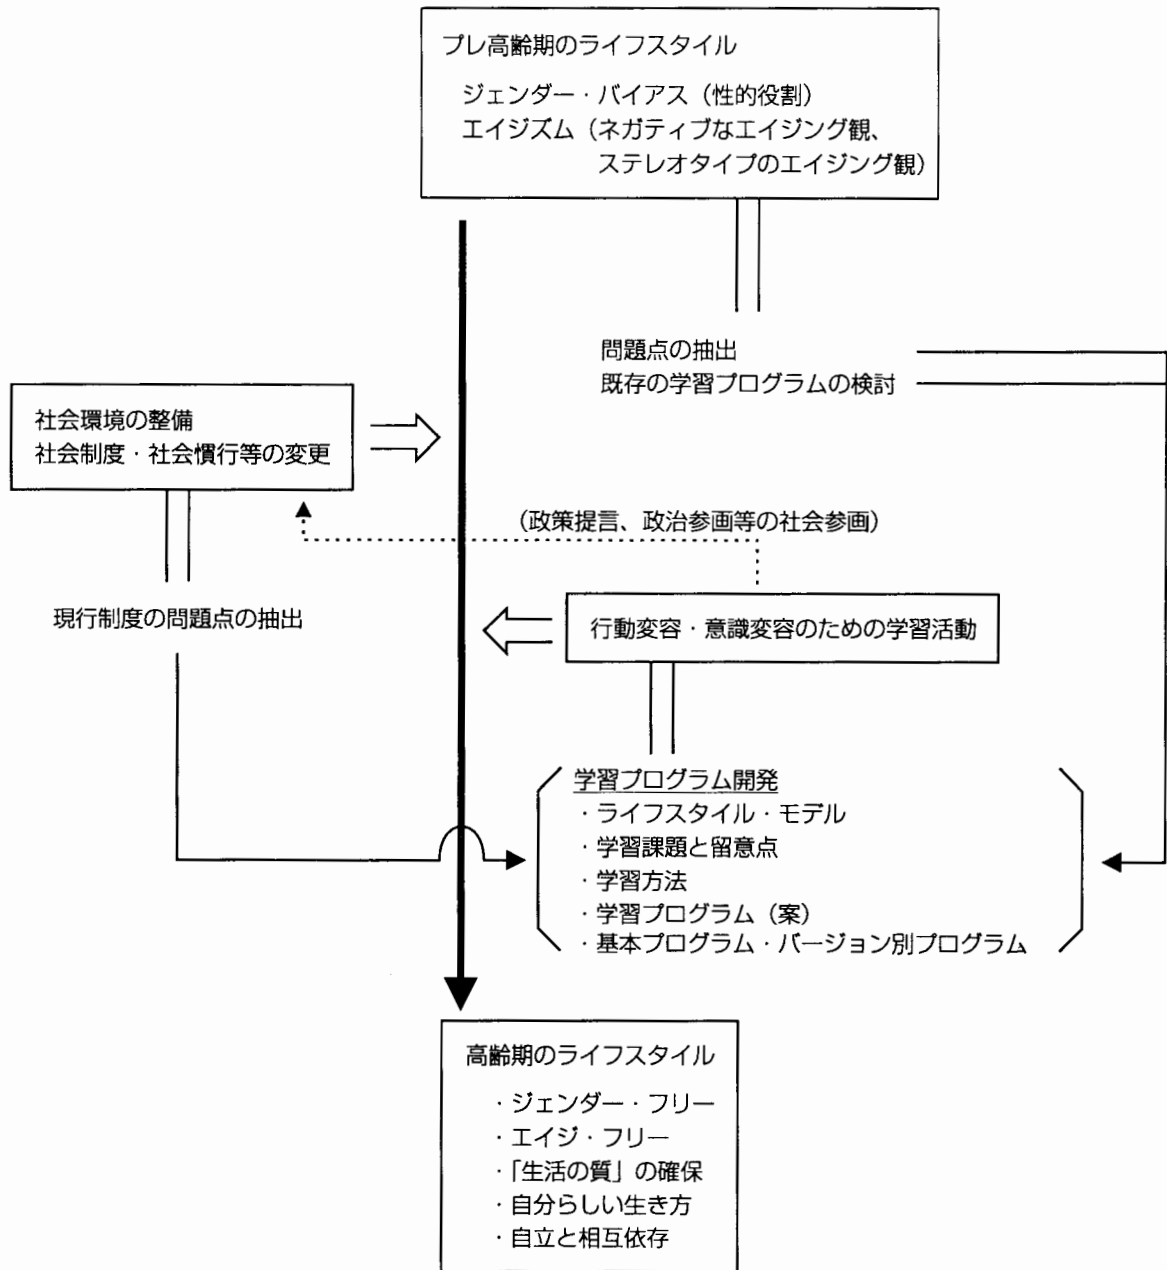 プレ高齢期のライフスタイル
ジェンダー・バイアス（性的役割）
エイジズム（ネガティブなエイジング観、
ステレオタイプのエイジング観）
問題点の抽出
既存の学習プログラムの検討
社会環境の整備
社会制度・社会慣行等の変更
（政策提言、政治参画等の社会参画）
現行制度の問題点の抽出
行動変容・意識変容のための学習活動
学習プログラム開発
・ライフスタイル・モデル
・学習課題と留意点
・学習方法
・学習プログラム（案）
・基本プログラム・バージョン別プログラム
高齢期のライフスタイル
・ジェンダー・フリー
・エイジ・フリー
・「生活の質」の確保
・自分らしい生き方
・自立と相互依存